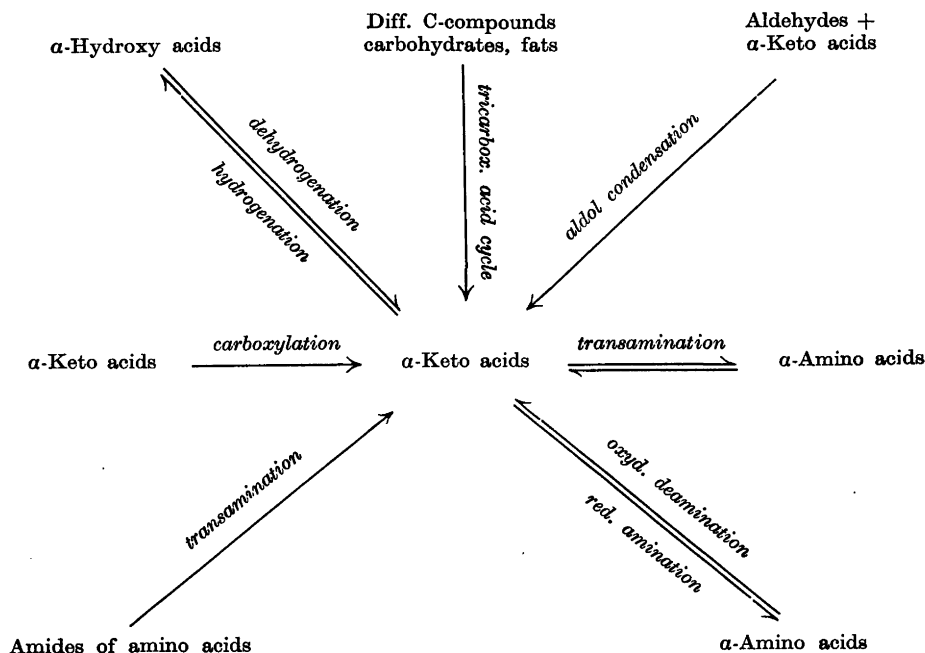 α-Hydroxy acids
Diff. C-compounds
carbohydrates, fats
Aldehydes +
α-Keto acids
dehydrogenation
hydrogenation
tricarbox. acid cycle
aldol condensation
α-Keto acids
carboxylation
α-Keto acids
transamination
α-Amino acids
transamination
oxyd. deamination
red. amination
Amides of amino acids
α-Amino acids